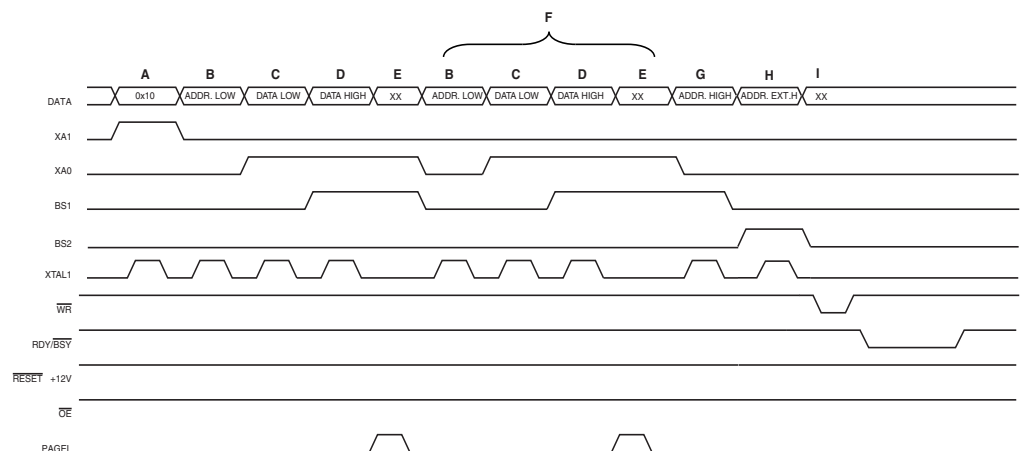 F
A B C D E B C D E G H I
DATA 0x10 ADDR. LOW DATA LOW DATA HIGH XX ADDR. LOW DATA LOW DATA HIGH XX ADDR. HIGH ADDR. EXT.H XX
XA1
XA0
BS1
BS2
XTAL1
WR
RDY/BSY
RESET +12V
OE
PAGEL